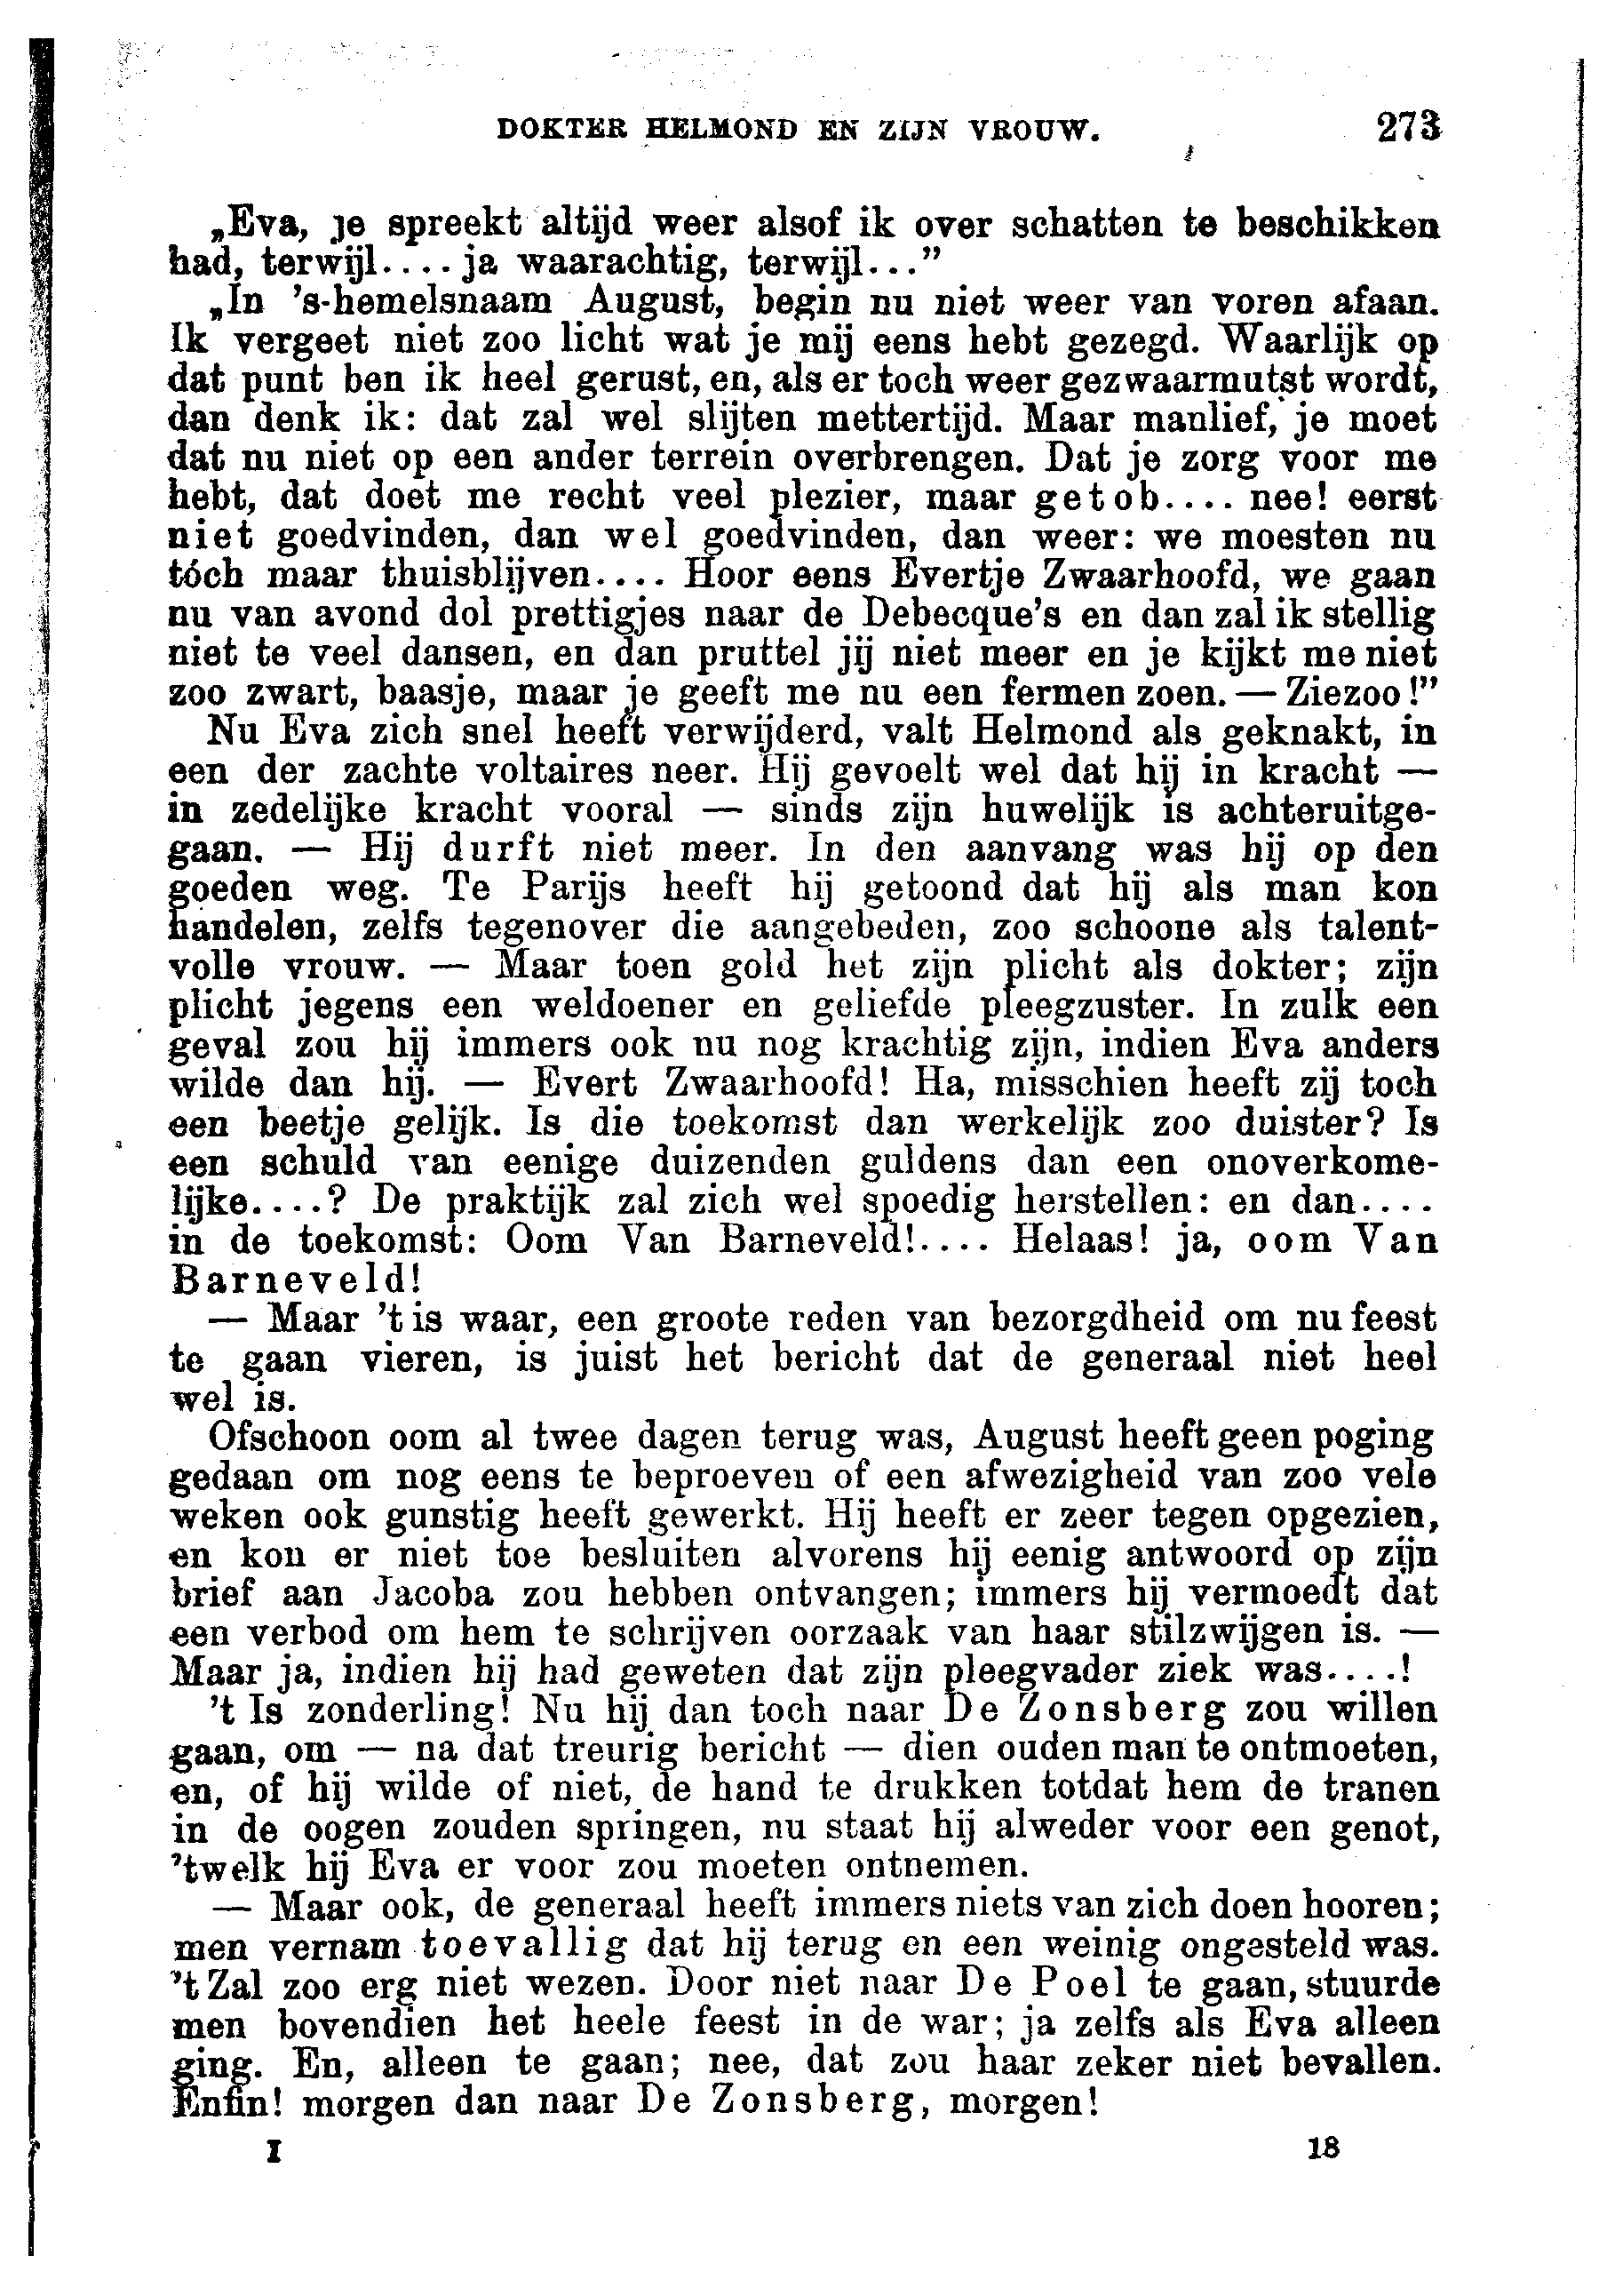 DOKTER HELMOND EN ZIJN VROUW. 273
„Eva, je spreekt altijd weer alsof ik over schatten te beschikken
had, terwijl.... ja waarachtig, terwijl...”
„In 's-hemelsnaam August, begin nu niet weer van voren afaan.
Ik vergeet niet zoo licht wat je mij eens hebt gezegd. Waarlijk op
dat punt ben ik heel gerust, en, als er toch weer gezwaarmutst wordt,
dan denk ik: dat zal wel slijten mettertijd. Maar manlief, je moet
dat nu niet op een ander terrein overbrengen. Dat je zorg voor me
hebt, dat doet me recht veel plezier, maar getob.... nee! eerst
niet goedvinden, dan wel goedvinden, dan weer: we moesten nu
tóch maar thuisblijven.... Hoor eens Evertje Zwaarhoofd, we gaan
nu van avond dol prettigjes naar de Debecque's en dan zal ik stellig
niet te veel dansen, en dan pruttel jij niet meer en je kijkt me niet
zoo zwart, baasje, maar je geeft me nu een fermen zoen. — Ziezoo!”
Nu Eva zich snel heeft verwijderd, valt Helmond als geknakt, in
een der zachte voltaires neer. Hij gevoelt wel dat hij in kracht —
in zedelijke kracht vooral — sinds zijn huwelijk is achteruitge-
gaan. — Hij durft niet meer. In den aanvang was hij op den
goeden weg. Te Parijs heeft hij getoond dat hij als man kon
handelen, zelfs tegenover die aangebeden, zoo schoone als talent-
volle vrouw. — Maar toen gold het zijn plicht als dokter; zijn
plicht jegens een weldoener en geliefde pleegzuster. In zulk een
geval zou hij immers ook nu nog krachtig zijn, indien Eva anders
wilde dan hij. — Evert Zwaarhoofd! Ha, misschien heeft zij toch
een beetje gelijk. Is die toekomst dan werkelijk zoo duister? Is
een schuld van eenige duizenden guldens dan een onoverkome-
lijke....? De praktijk zal zich wel spoedig herstellen: en dan....
in de toekomst: Oom Van Barneveld!.... Helaas! ja, oom Van
Barneveld!
— Maar 't is waar, een groote reden van bezorgdheid om nu feest
te gaan vieren, is juist het bericht dat de generaal niet heel
wel is.
Ofschoon oom al twee dagen terug was, August heeft geen poging
gedaan om nog eens te beproeven of een afwezigheid van zoo vele
weken ook gunstig heeft gewerkt. Hij heeft er zeer tegen opgezien,
en kon er niet toe besluiten alvorens hij eenig antwoord op zijn
brief aan Jacoba zou hebben ontvangen; immers hij vermoedt dat
een verbod om hem te schrijven oorzaak van haar stilzwijgen is. —
Maar ja, indien hij had geweten dat zijn pleegvader ziek was....!
't Is zonderling! Nu hij dan toch naar De Zonsberg zou willen
gaan, om — na dat treurig bericht — dien ouden man te ontmoeten,
en, of hij wilde of niet, de hand te drukken totdat hem de tranen
in de oogen zouden springen, nu staat hij alweder voor een genot,
'twelk hij Eva er voor zou moeten ontnemen.
— Maar ook, de generaal heeft immers niets van zich doen hooren;
men vernam toevallig dat hij terug en een weinig ongesteld was.
't Zal zoo erg niet wezen. Door niet naar De Poel te gaan, stuurde
men bovendien het heele feest in de war; ja zelfs als Eva alleen
ging. En, alleen te gaan; nee, dat zou haar zeker niet bevallen.
Enfin! morgen dan naar De Zonsberg, morgen!
I 18